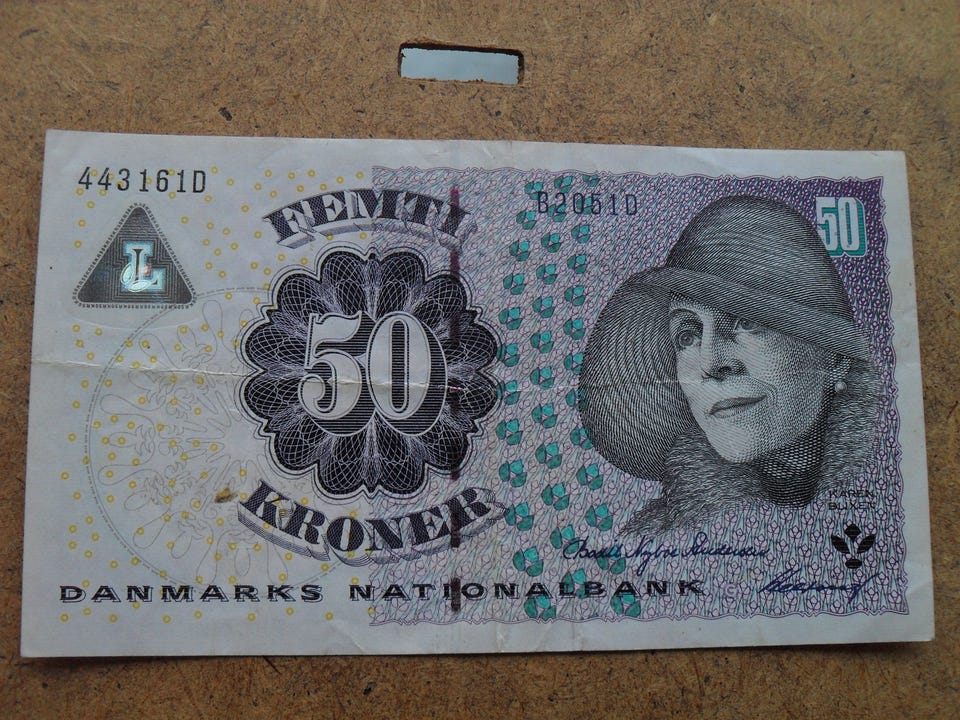 443161D
B2051D
50
L
FEMTI
50
KRONER
KAREN
BLIXEN
DANMARKS NATIONALBANK